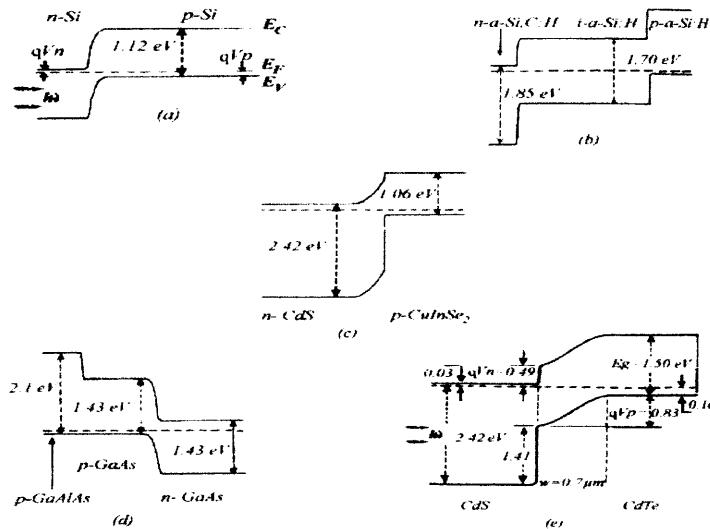 n-Si p-Si E_C
qVn 1.12 eV qVp E_F
ħω E_V
(a)
n-a-Si,C:H i-a-Si:H p-a-Si:H
1.70 eV
1.85 eV
(b)
1.06 eV
2.42 eV
n- CdS p-CuInSe₂
(c)
2.1 eV
1.43 eV
1.43 eV
p-GaAs
p-GaAlAs n- GaAs
(d)
0.03 qVn=0.49 Eg=1.50 eV
qVp=0.83
ħω 2.42 eV
1.41
w=0.7μm
CdS CdTe
(e)